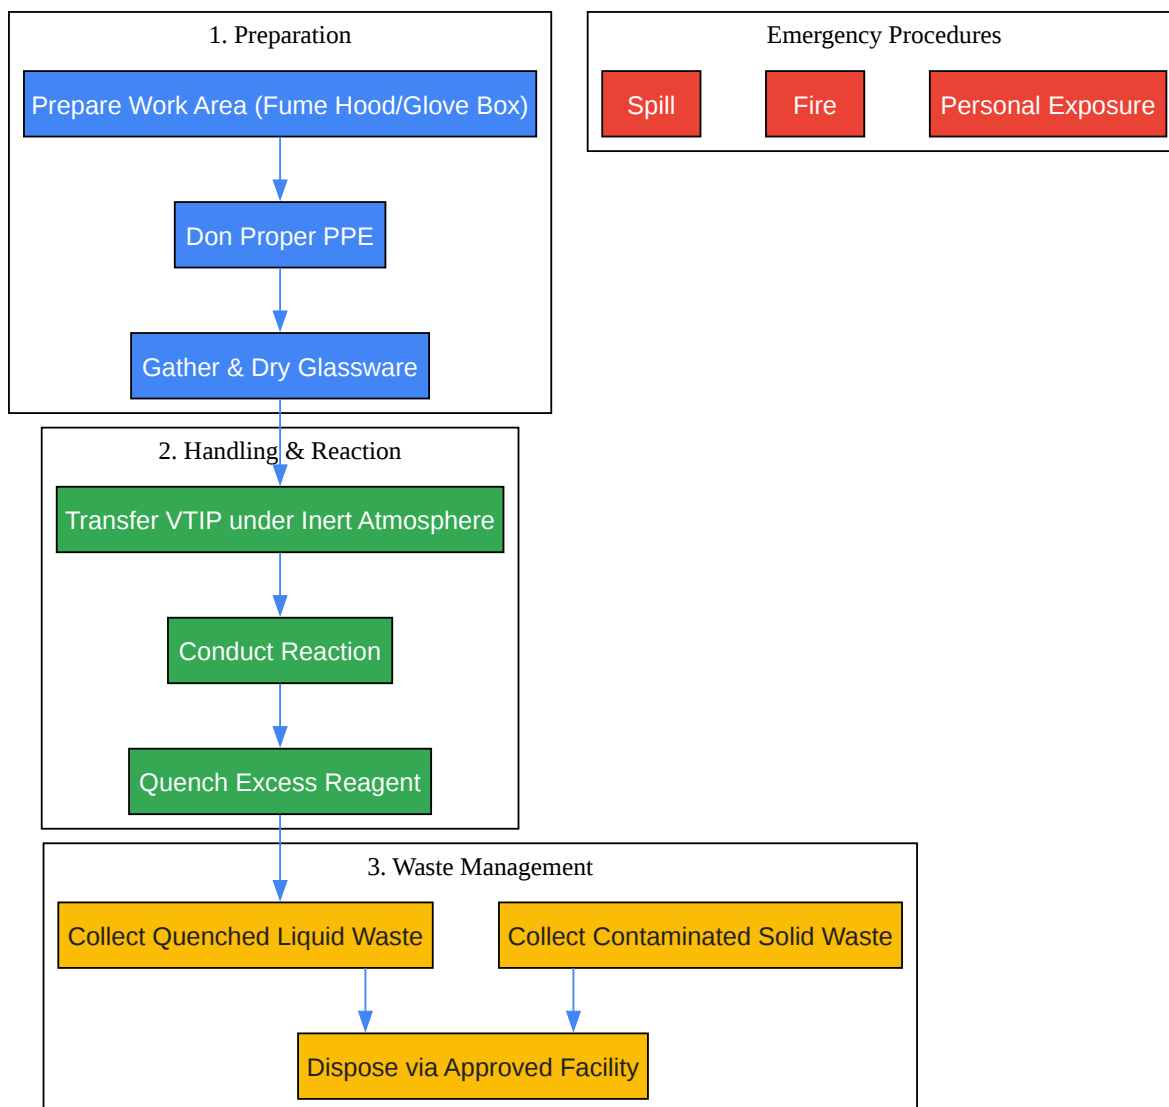 1. Preparation
Prepare Work Area (Fume Hood/Glove Box)
Don Proper PPE
Gather & Dry Glassware
Emergency Procedures
Spill
Fire
Personal Exposure
2. Handling & Reaction
Transfer VTIP under Inert Atmosphere
Conduct Reaction
Quench Excess Reagent
3. Waste Management
Collect Quenched Liquid Waste
Collect Contaminated Solid Waste
Dispose via Approved Facility